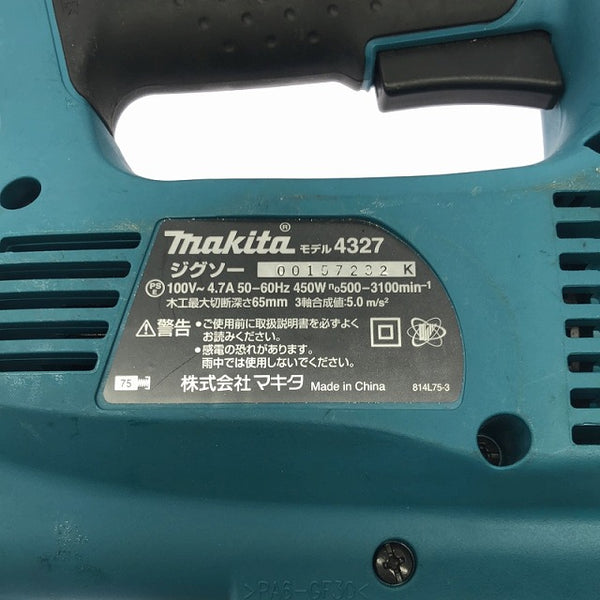 makita® モデル 4327
ジグソー 00157232 K
PSE 100V~ 4.7A 50-60Hz 450W n₀500-3100min⁻¹
木工最大切断深さ65mm 3軸合成値:5.0 m/s²
⚠警告 •ご使用前に取扱説明書を必ずよく
お読みください。
•感電の恐れがあります。
雨中では使用しないでください。
75 株式会社マキタ Made in China 814L75-3
>PA6-GF30<